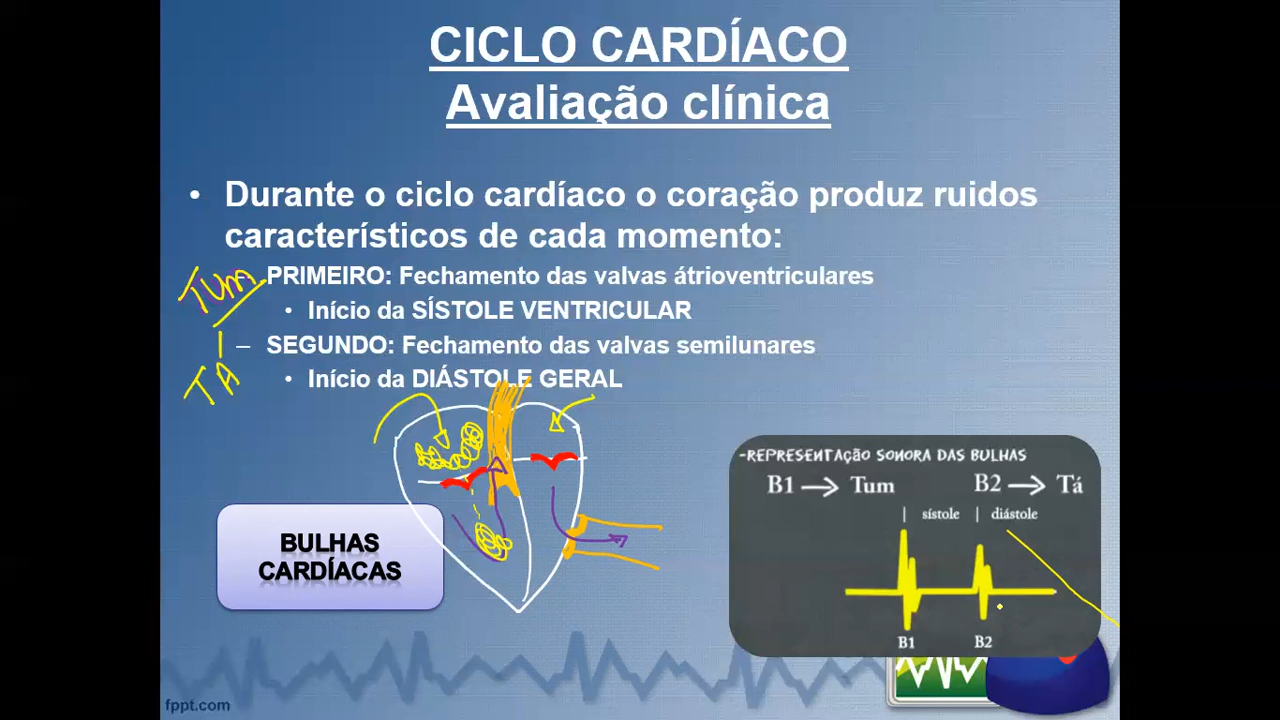 CICLO CARDÍACO
Avaliação clínica
• Durante o ciclo cardíaco o coração produz ruidos
característicos de cada momento:
Tum
– PRIMEIRO: Fechamento das valvas átrioventriculares
• Início da SÍSTOLE VENTRICULAR
– SEGUNDO: Fechamento das valvas semilunares
TA
• Início da DIÁSTOLE GERAL
BULHAS
CARDÍACAS
-REPRESENTAÇÃO SONORA DAS BULHAS
B1 → Tum B2 → Tá
| sístole | diástole
B1 B2
fppt.com